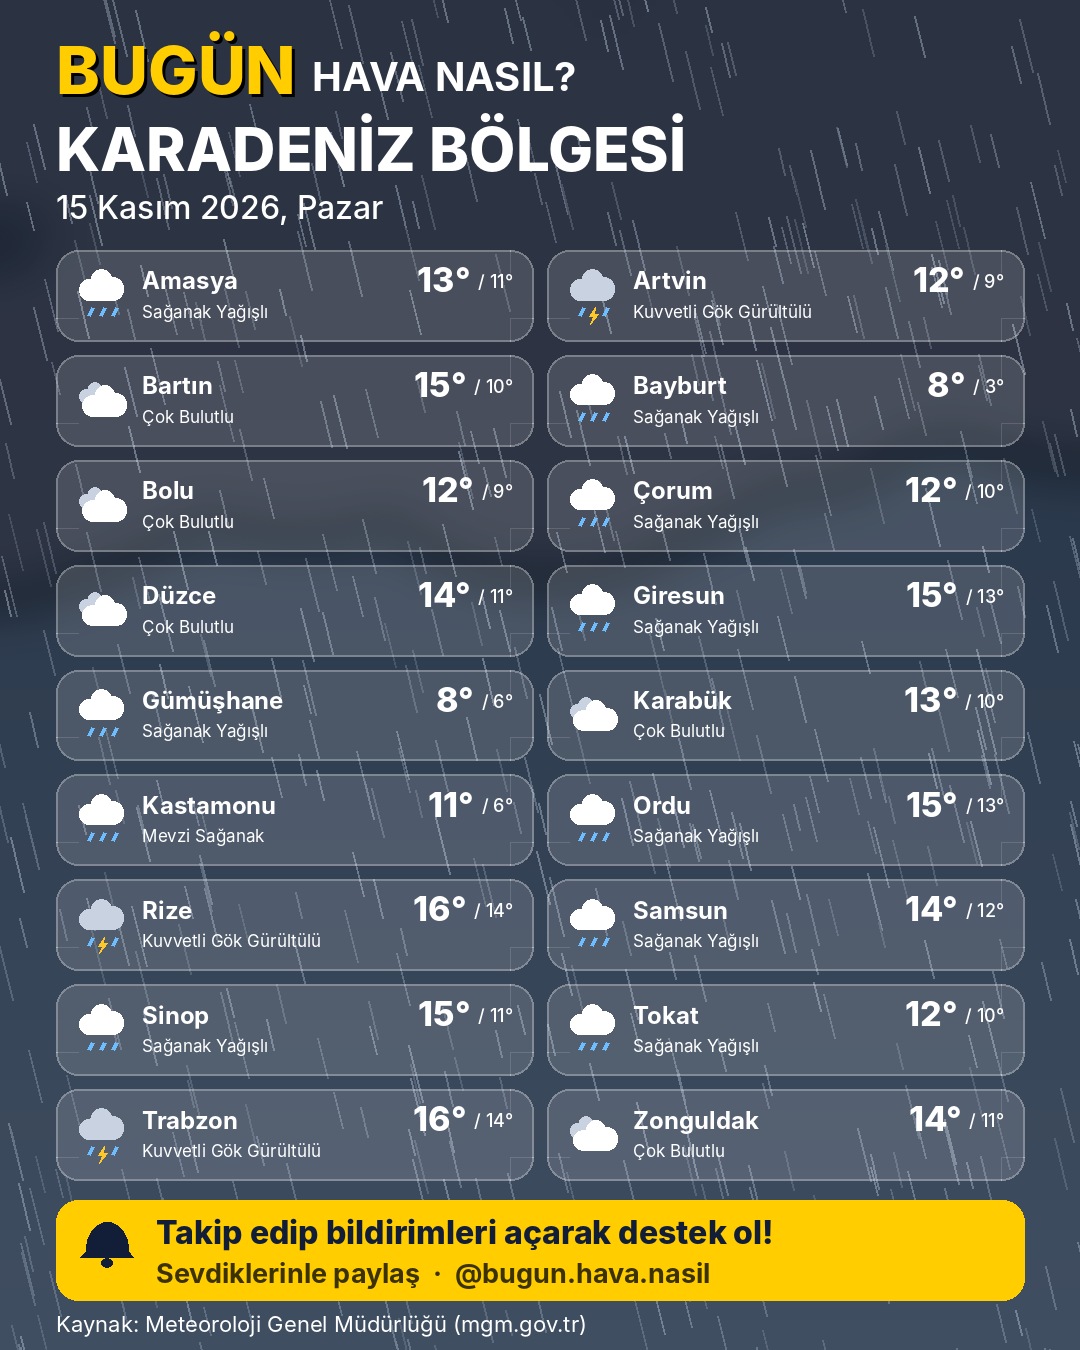 BUGÜN HAVA NASIL?
KARADENİZ BÖLGESİ
15 Kasım 2026, Pazar
Amasya 13° / 11°
Sağanak Yağışlı
Artvin 12° / 9°
Kuvvetli Gök Gürültülü
Bartın 15° / 10°
Çok Bulutlu
Bayburt 8° / 3°
Sağanak Yağışlı
Bolu 12° / 9°
Çok Bulutlu
Çorum 12° / 10°
Sağanak Yağışlı
Düzce 14° / 11°
Çok Bulutlu
Giresun 15° / 13°
Sağanak Yağışlı
Gümüşhane 8° / 6°
Sağanak Yağışlı
Karabük 13° / 10°
Çok Bulutlu
Kastamonu 11° / 6°
Mevzi Sağanak
Ordu 15° / 13°
Sağanak Yağışlı
Rize 16° / 14°
Kuvvetli Gök Gürültülü
Samsun 14° / 12°
Sağanak Yağışlı
Sinop 15° / 11°
Sağanak Yağışlı
Tokat 12° / 10°
Sağanak Yağışlı
Trabzon 16° / 14°
Kuvvetli Gök Gürültülü
Zonguldak 14° / 11°
Çok Bulutlu
Takip edip bildirimleri açarak destek ol!
Sevdiklerinle paylaş · @bugun.hava.nasil
Kaynak: Meteoroloji Genel Müdürlüğü (mgm.gov.tr)